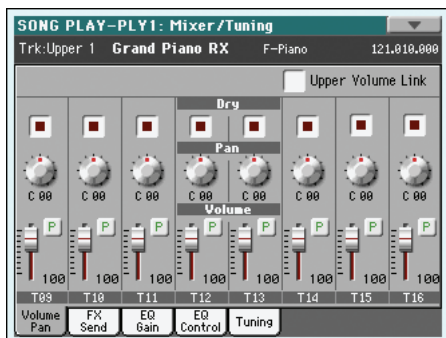 SONG PLAY-PLY1: Mixer/Tuning
Trk:Upper 1 Grand Piano RX F-Piano 121.010.000
Upper Volume Link
Dry
Pan
C 00 C 00 C 00 C 00 C 00 C 00 C 00 C 00
Volume
P P P P P P P P
100 100 100 100 100 100 100 100
T09 T10 T11 T12 T13 T14 T15 T16
Volume Pan FX Send EQ Gain EQ Control Tuning